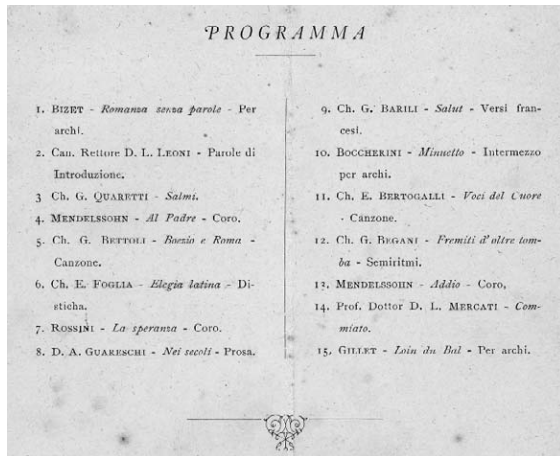 PROGRAMMA
1. BIZET - Romanza senza parole - Per
archi.
2. Can. Rettore D. L. LEONI - Parole di
Introduzione.
3 Ch. G. QUARETTI - Salmi.
4. MENDELSSOHN - Al Padre - Coro.
5. Ch. G. BETTOLI - Boezio e Roma -
Canzone.
6. Ch. E. FOGLIA - Elegia latina - Di-
sticha.
7. ROSSINI - La speranza - Coro.
8. D. A. GUARESCHI - Nei secoli - Prosa.
9. Ch. G. BARILI - Salut - Versi fran-
cesi.
10. BOCCHERINI - Minuetto - Intermezzo
per archi.
11. Ch. E. BERTOGALLI - Voci del Cuore
- Canzone.
12. Ch. G. BEGANI - Fremiti d'oltre tom-
ba - Semiritmi.
13. MENDELSSOHN - Addio - Coro,
14. Prof. Dottor D. L. MERCATI - Com-
miato.
15. GILLET - Loin du Bal - Per archi.